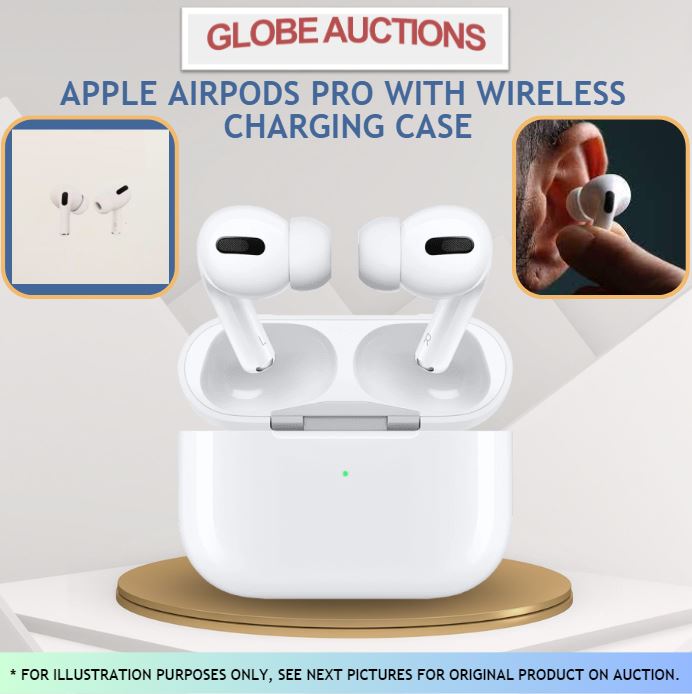 GLOBE AUCTIONS
APPLE AIRPODS PRO WITH WIRELESS
CHARGING CASE
L
R
* FOR ILLUSTRATION PURPOSES ONLY, SEE NEXT PICTURES FOR ORIGINAL PRODUCT ON AUCTION.